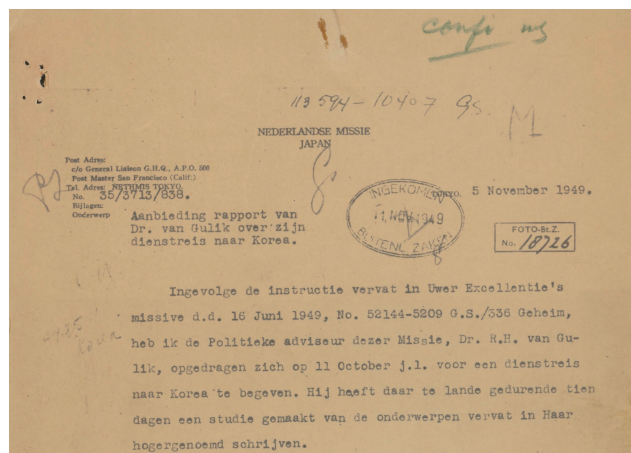 113594-10407 Gs.
M
NEDERLANDSE MISSIE
JAPAN
Post Adres:
c/o General Liaison G.H.Q., A.P.O. 500
Post Master San Francisco (Calif.)
Tel. Adres: NETHMIS TOKYO.
No. 35/3713/838.
Bijlagen:
Onderwerp
Aanbieding rapport van
Dr. van Gulik over zijn
dienstreis naar Korea.
TOKYO, 5 November 1949.
INGEKOMEN
11 NOV 1949
BUITENL. ZAKEN
FOTO-St.Z.
No. 18726
Ingevolge de instructie vervat in Uwer Excellentie's
missive d.d. 16 Juni 1949, No. 52144-5209 G.S./336 Geheim,
heb ik de Politieke adviseur dezer Missie, Dr. R.H. van Gu-
lik, opgedragen zich op 11 October j.l. voor een dienstreis
naar Korea te begeven. Hij heeft daar te lande gedurende tien
dagen een studie gemaakt van de onderwerpen vervat in Haar
hogergenoemd schrijven.